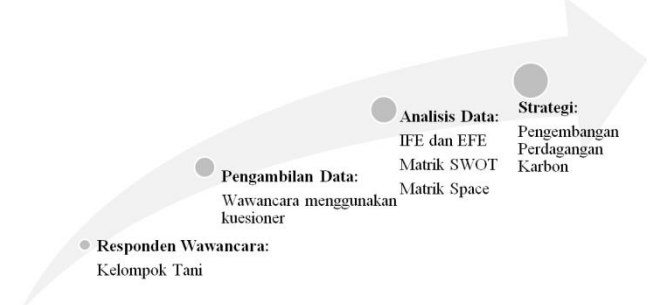 Responden Wawancara:
Kelompok Tani
Pengambilan Data:
Wawancara menggunakan
kuesioner
Analisis Data:
IFE dan EFE
Matrik SWOT
Matrik Space
Strategi:
Pengembangan
Perdagangan
Karbon